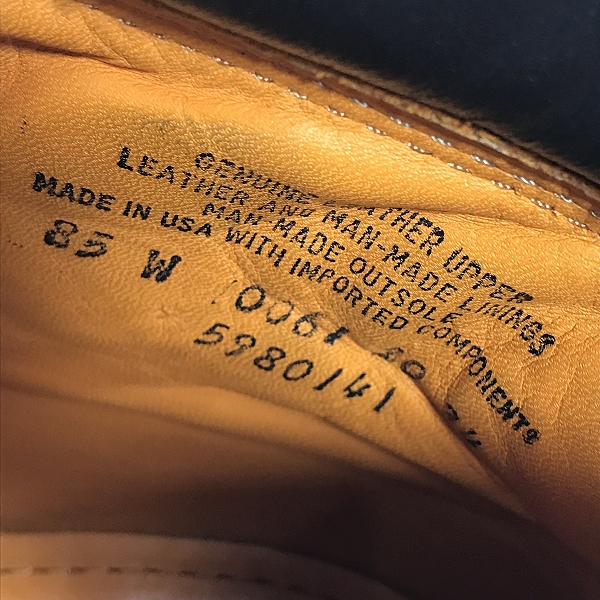 GENUINE LEATHER UPPER
LEATHER AND MAN-MADE LININGS
MAN-MADE OUTSOLE
MADE IN USA WITH IMPORTED COMPONENTS
85 W
5980141